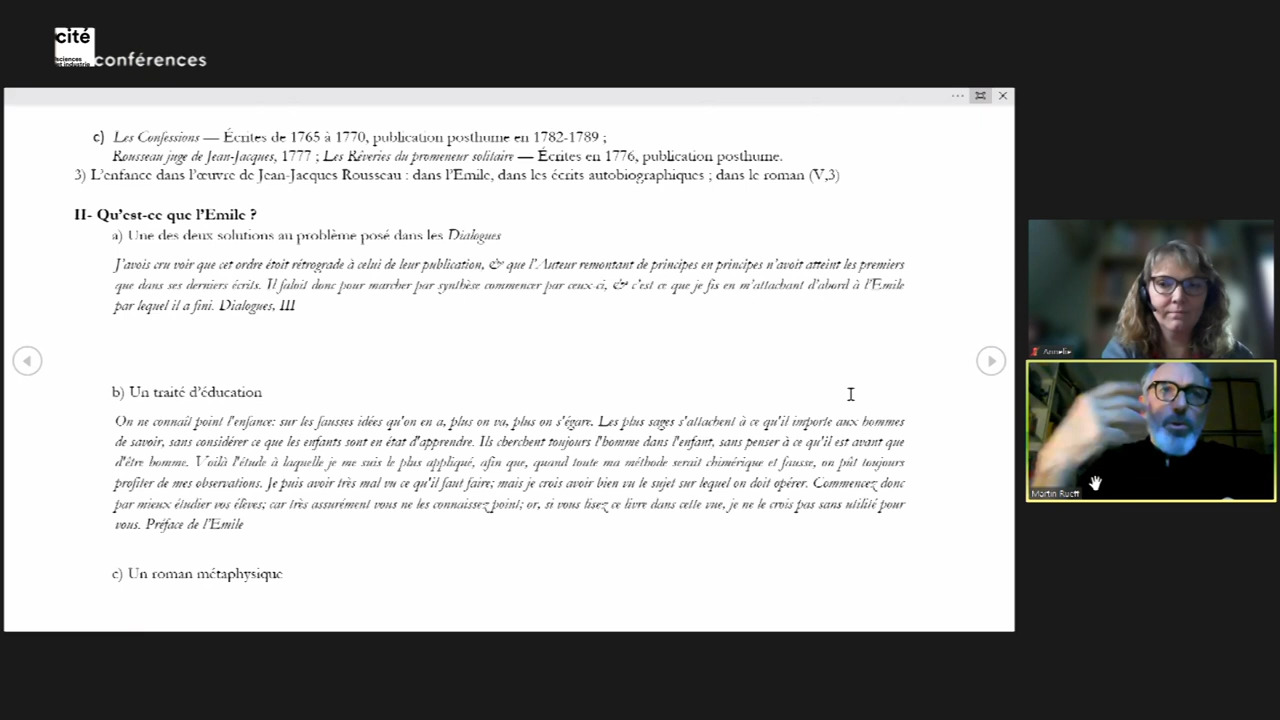 cité
sciences
et industrie
conférences
c) Les Confessions — Écrites de 1765 à 1770, publication posthume en 1782-1789 ;
Rousseau juge de Jean-Jacques, 1777 ; Les Rêveries du promeneur solitaire — Écrites en 1776, publication posthume.
3) L'enfance dans l'œuvre de Jean-Jacques Rousseau : dans l'Emile, dans les écrits autobiographiques ; dans le roman (V,3)
II- Qu'est-ce que l'Emile ?
a) Une des deux solutions au problème posé dans les Dialogues
J'avois cru voir que cet ordre étoit rétrograde à celui de leur publication, & que l'Auteur remontant de principes en principes n'avoit atteint les premiers
que dans ses derniers écrits. Il faloit donc pour marcher par synthèse commencer par ceux-ci, & c'est ce que je fis en m'attachant d'abord à l'Emile
par lequel il a fini. Dialogues, III
b) Un traité d'éducation
On ne connaît point l'enfance: sur les fausses idées qu'on en a, plus on va, plus on s'égare. Les plus sages s'attachent à ce qu'il importe aux hommes
de savoir, sans considérer ce que les enfants sont en état d'apprendre. Ils cherchent toujours l'homme dans l'enfant, sans penser à ce qu'il est avant que
d'être homme. Voilà l'étude à laquelle je me suis le plus appliqué, afin que, quand toute ma méthode serait chimérique et fausse, on pût toujours
profiter de mes observations. Je puis avoir très mal vu ce qu'il faut faire; mais je crois avoir bien vu le sujet sur lequel on doit opérer. Commencez donc
par mieux étudier vos élèves; car très assurément vous ne les connaissez point; or, si vous lisez ce livre dans cette vue, je ne le crois pas sans utilité pour
vous. Préface de l'Emile
c) Un roman métaphysique
Annelie
Martin Rueff